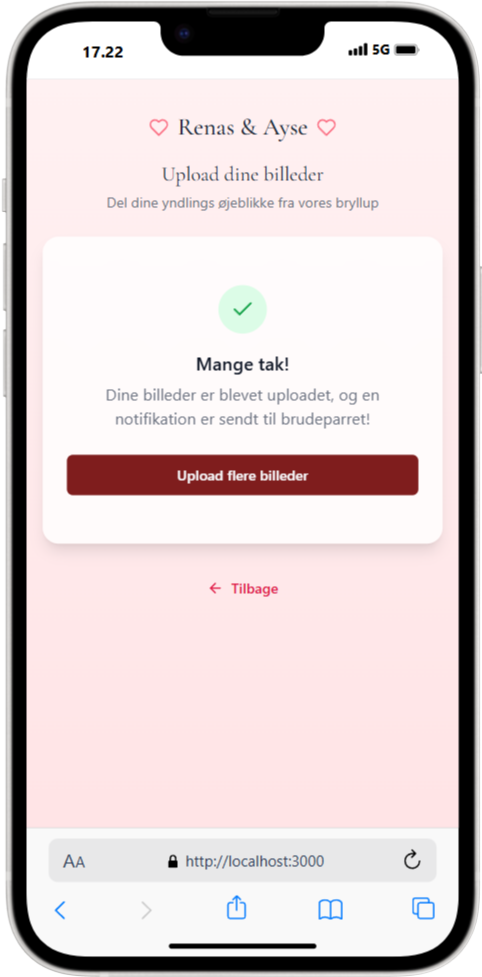 17.22
5G
Renas & Ayse
Upload dine billeder
Del dine yndlings øjeblikke fra vores bryllup
Mange tak!
Dine billeder er blevet uploadet, og en
notifikation er sendt til brudeparret!
Upload flere billeder
← Tilbage
AA
http://localhost:3000